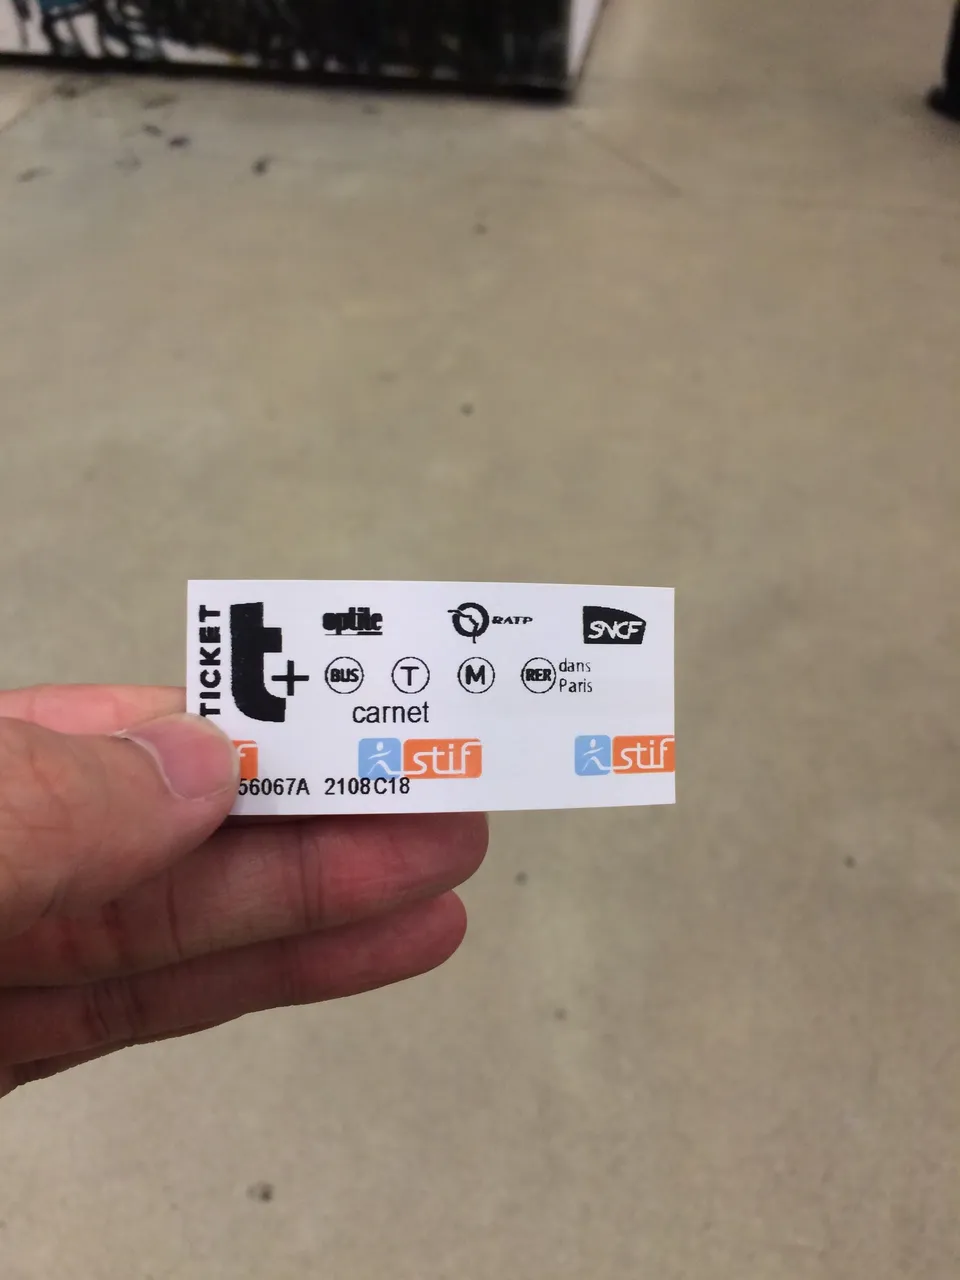 TICKET
t+
optile RATP SNCF
BUS T M RER dans Paris
carnet
f stif stif
56067A 2108C18